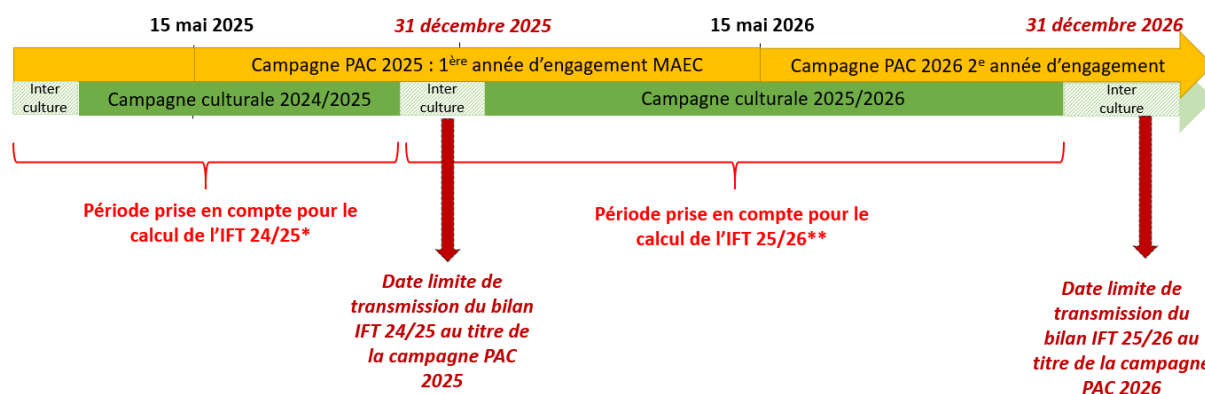 15 mai 2025
31 décembre 2025
15 mai 2026
31 décembre 2026
Campagne PAC 2025 : 1ère année d’engagement MAEC
Campagne PAC 2026 2e année d’engagement
Inter
culture
Campagne culturale 2024/2025
Inter
culture
Campagne culturale 2025/2026
Inter
culture
Période prise en compte pour le
calcul de l’IFT 24/25*
Période prise en compte pour le
calcul de l’IFT 25/26**
Date limite de
transmission du bilan
IFT 24/25 au titre de
la campagne PAC
2025
Date limite de
transmission du
bilan IFT 25/26 au
titre de la campagne
PAC 2026